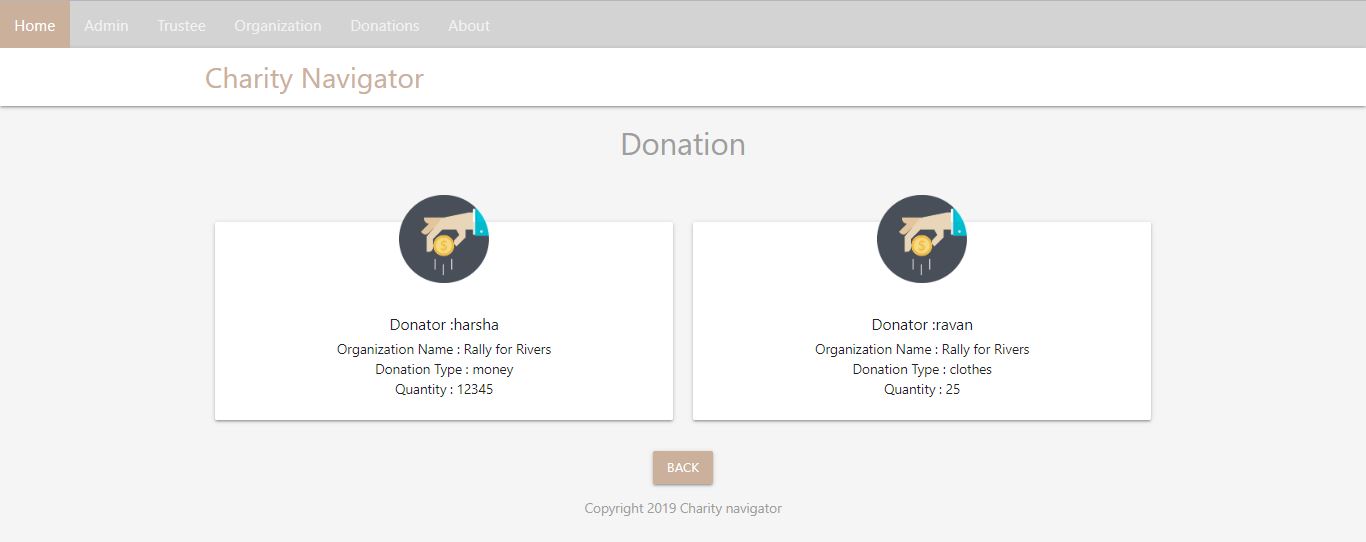 Home Admin Trustee Organization Donations About
Charity Navigator
Donation
Donator :harsha
Organization Name : Rally for Rivers
Donation Type : money
Quantity : 12345
Donator :ravan
Organization Name : Rally for Rivers
Donation Type : clothes
Quantity : 25
BACK
Copyright 2019 Charity navigator